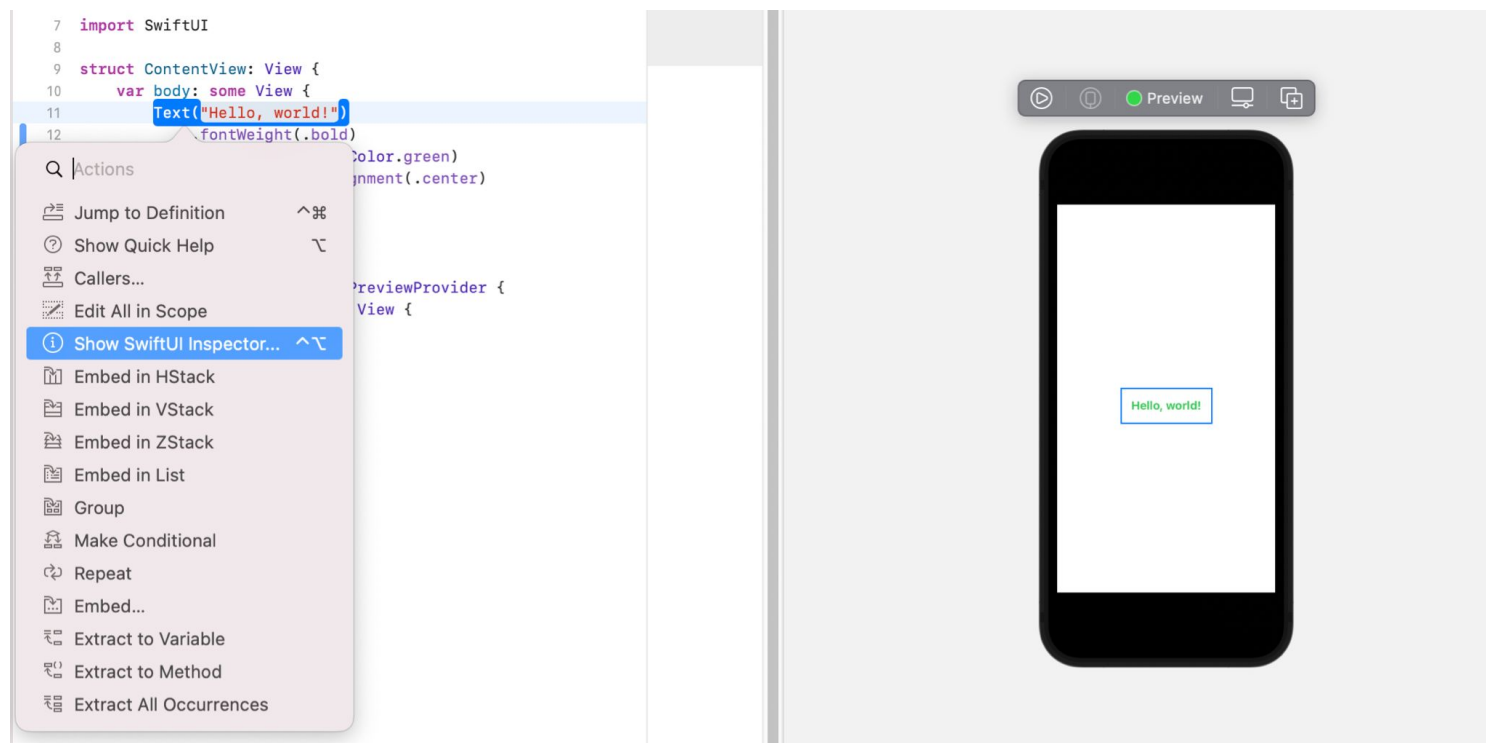 7 import SwiftUI
8
9 struct ContentView: View {
10 var body: some View {
11 Text("Hello, world!")
12 .fontWeight(.bold)
Color.green)
gnment(.center)
PreviewProvider {
View {
Actions
Jump to Definition ^⌘
Show Quick Help ⌥
Callers...
Edit All in Scope
Show SwiftUI Inspector... ^⌥
Embed in HStack
Embed in VStack
Embed in ZStack
Embed in List
Group
Make Conditional
Repeat
Embed...
Extract to Variable
Extract to Method
Extract All Occurrences
Preview
Hello, world!